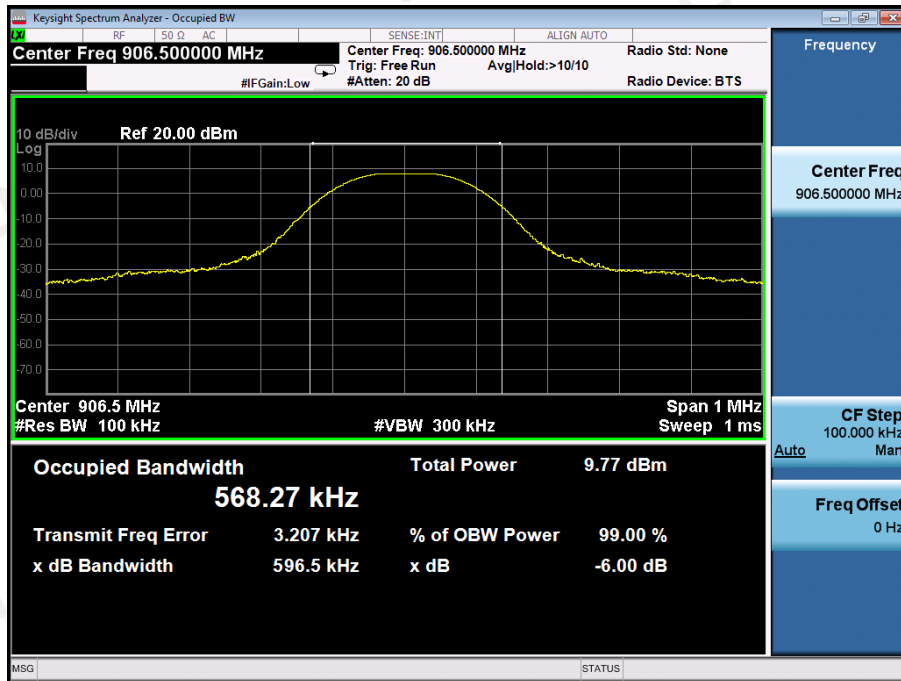 Keysight Spectrum Analyzer - Occupied BW
LXI RF 50 Ω AC SENSE:INT ALIGN AUTO
Center Freq 906.500000 MHz
Center Freq: 906.500000 MHz
Radio Std: None
Trig: Free Run Avg|Hold:>10/10
#IFGain:Low
#Atten: 20 dB
Radio Device: BTS
10 dB/div Ref 20.00 dBm
Log
10.0
0.00
-10.0
-20.0
-30.0
-40.0
-50.0
-60.0
-70.0
Center 906.5 MHz
Span 1 MHz
#Res BW 100 kHz
#VBW 300 kHz
Sweep 1 ms
Occupied Bandwidth
568.27 kHz
Total Power 9.77 dBm
Transmit Freq Error 3.207 kHz
% of OBW Power 99.00 %
x dB Bandwidth 596.5 kHz
x dB -6.00 dB
MSG
STATUS
Frequency
Center Freq
906.500000 MHz
CF Step
100.000 kHz
Auto Man
Freq Offset
0 Hz